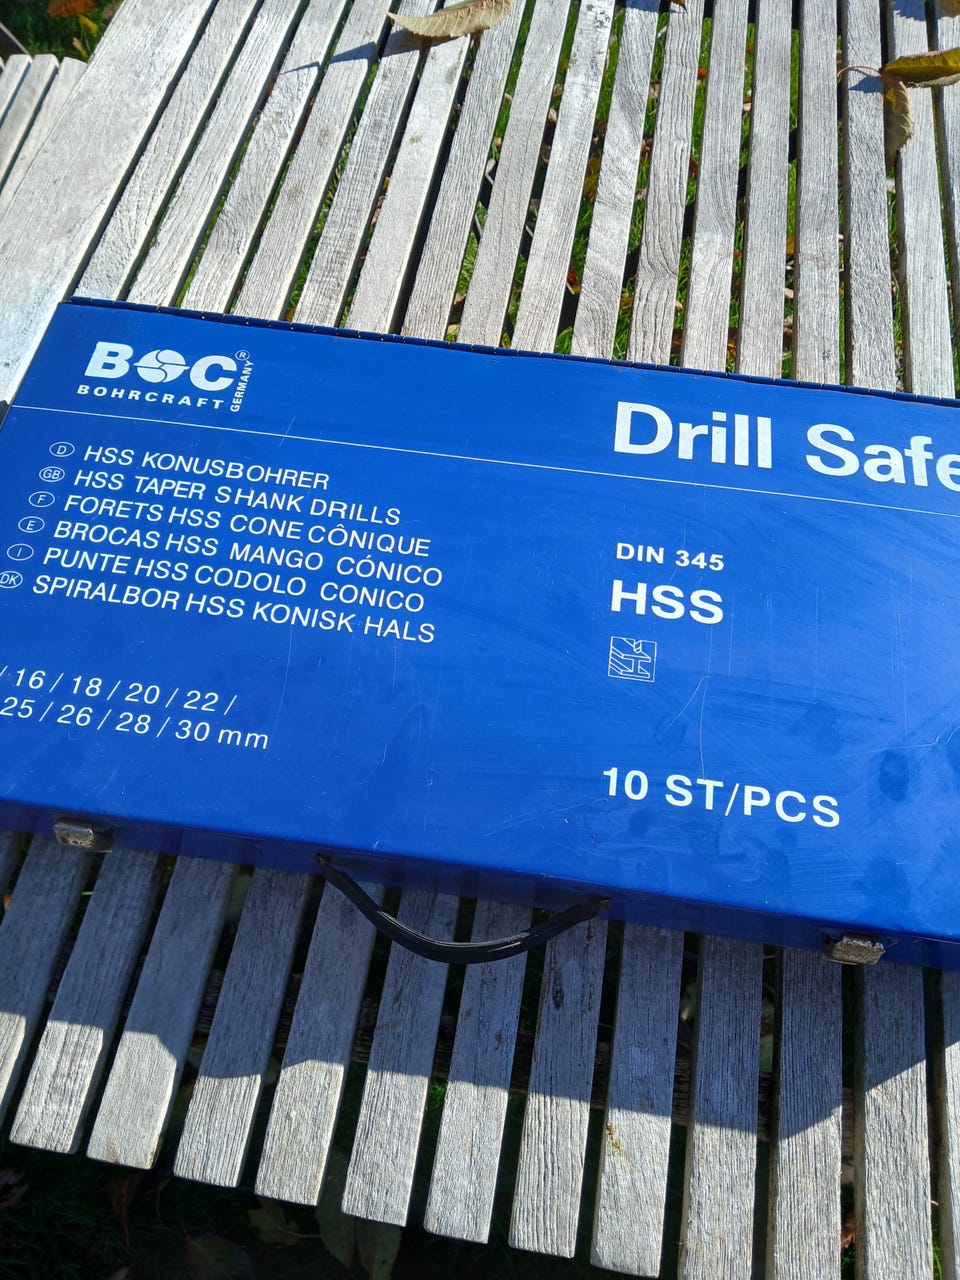 BOC®
BOHRCRAFT
GERMANY
Drill Safe
D HSS KONUSBOHRER
GB HSS TAPER SHANK DRILLS
F FORETS HSS CONE CÔNIQUE
E BROCAS HSS MANGO CÓNICO
I PUNTE HSS CODOLO CONICO
DK SPIRALBOR HSS KONISK HALS
/ 16 / 18 / 20 / 22 /
25 / 26 / 28 / 30 mm
DIN 345
HSS
10 ST/PCS